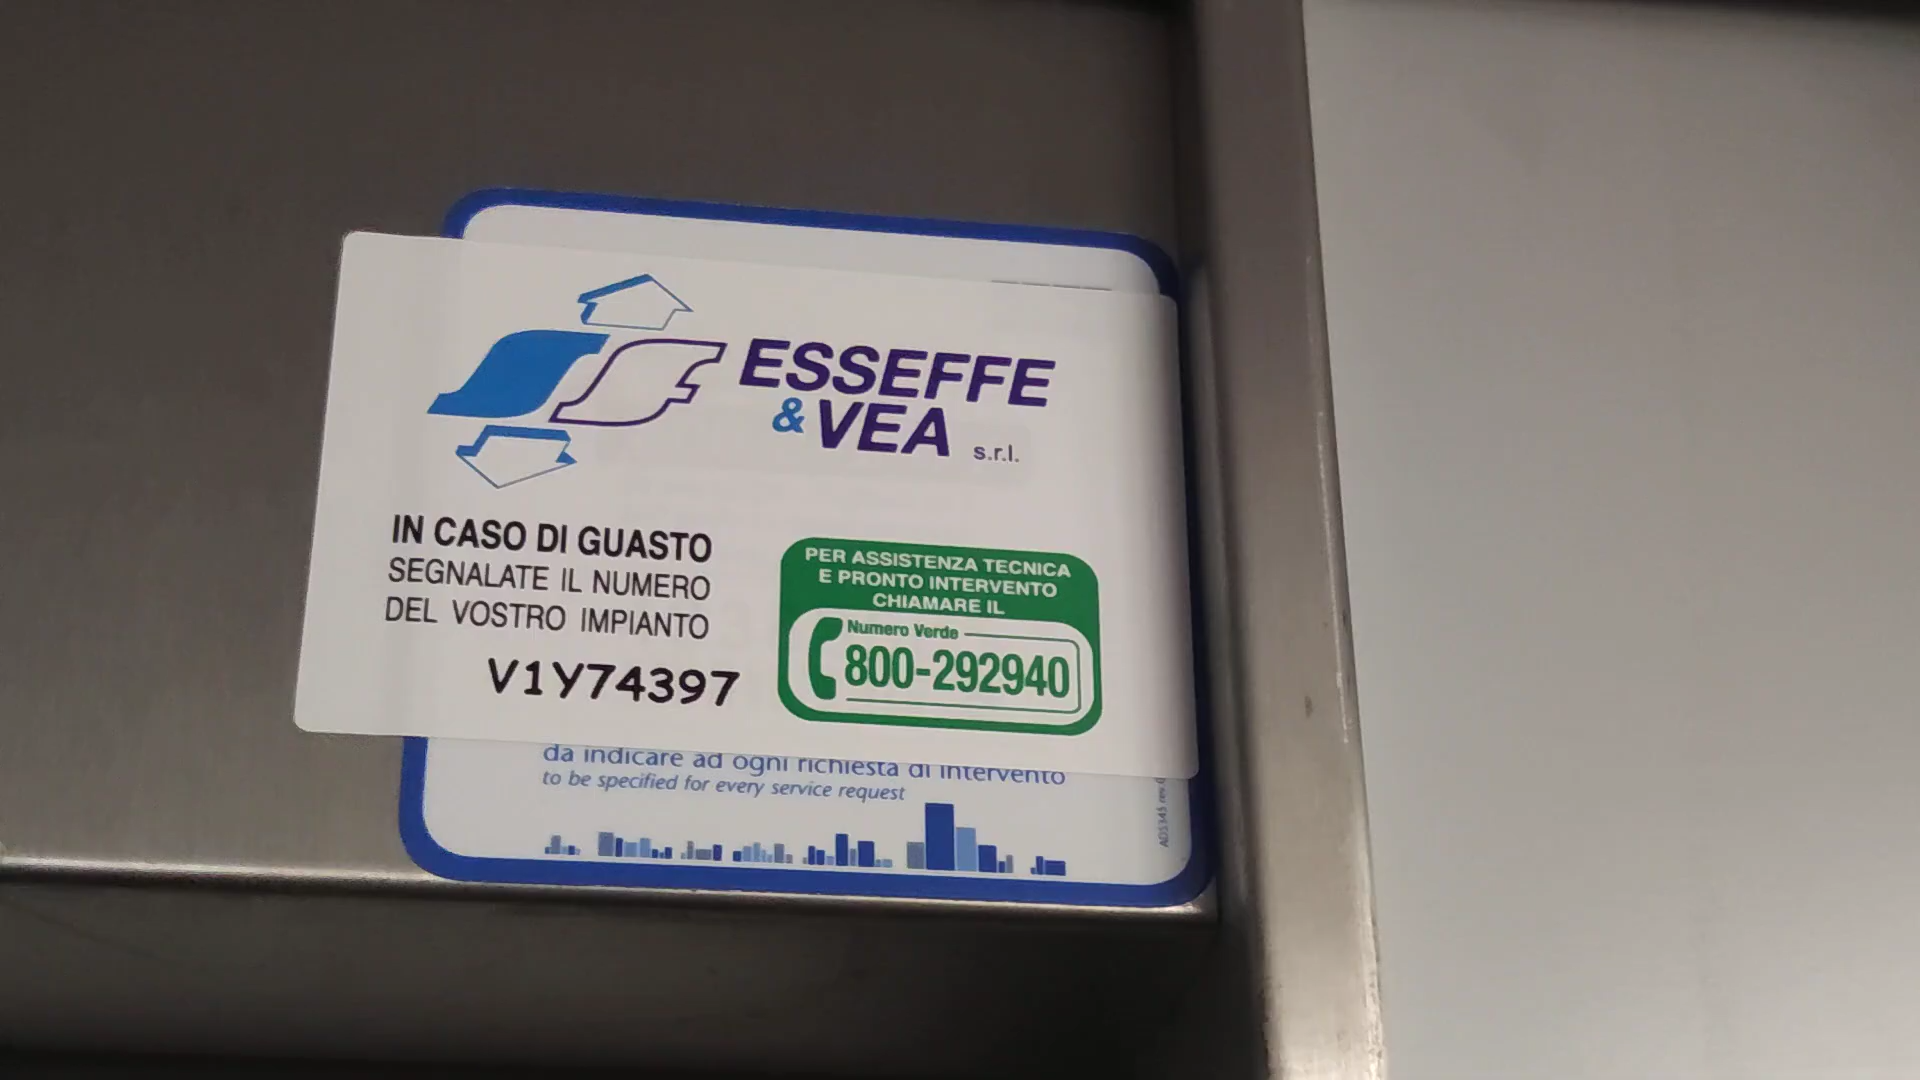 ESSEFFE
& VEA s.r.l.
IN CASO DI GUASTO
SEGNALATE IL NUMERO
DEL VOSTRO IMPIANTO
V1Y74397
PER ASSISTENZA TECNICA
E PRONTO INTERVENTO
CHIAMARE IL
Numero Verde
800-292940
da indicare ad ogni richiesta di intervento
to be specified for every service request